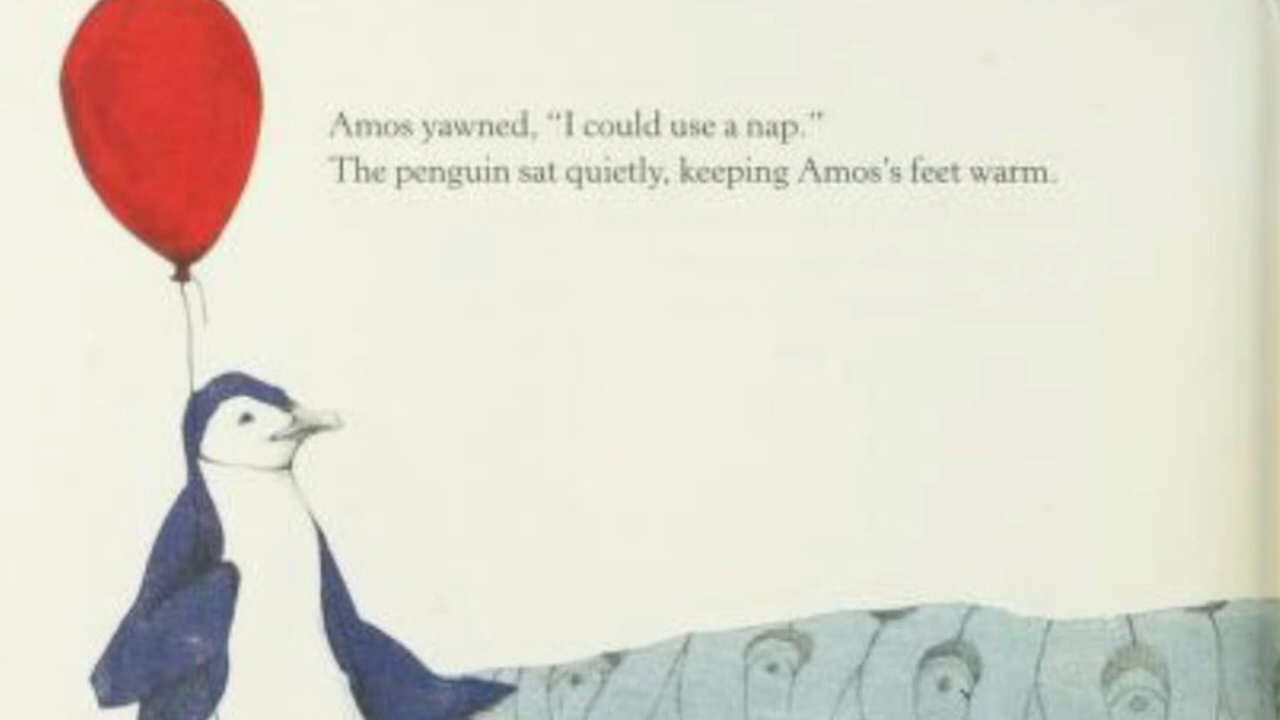 Amos yawned, “I could use a nap.”
The penguin sat quietly, keeping Amos’s feet warm.